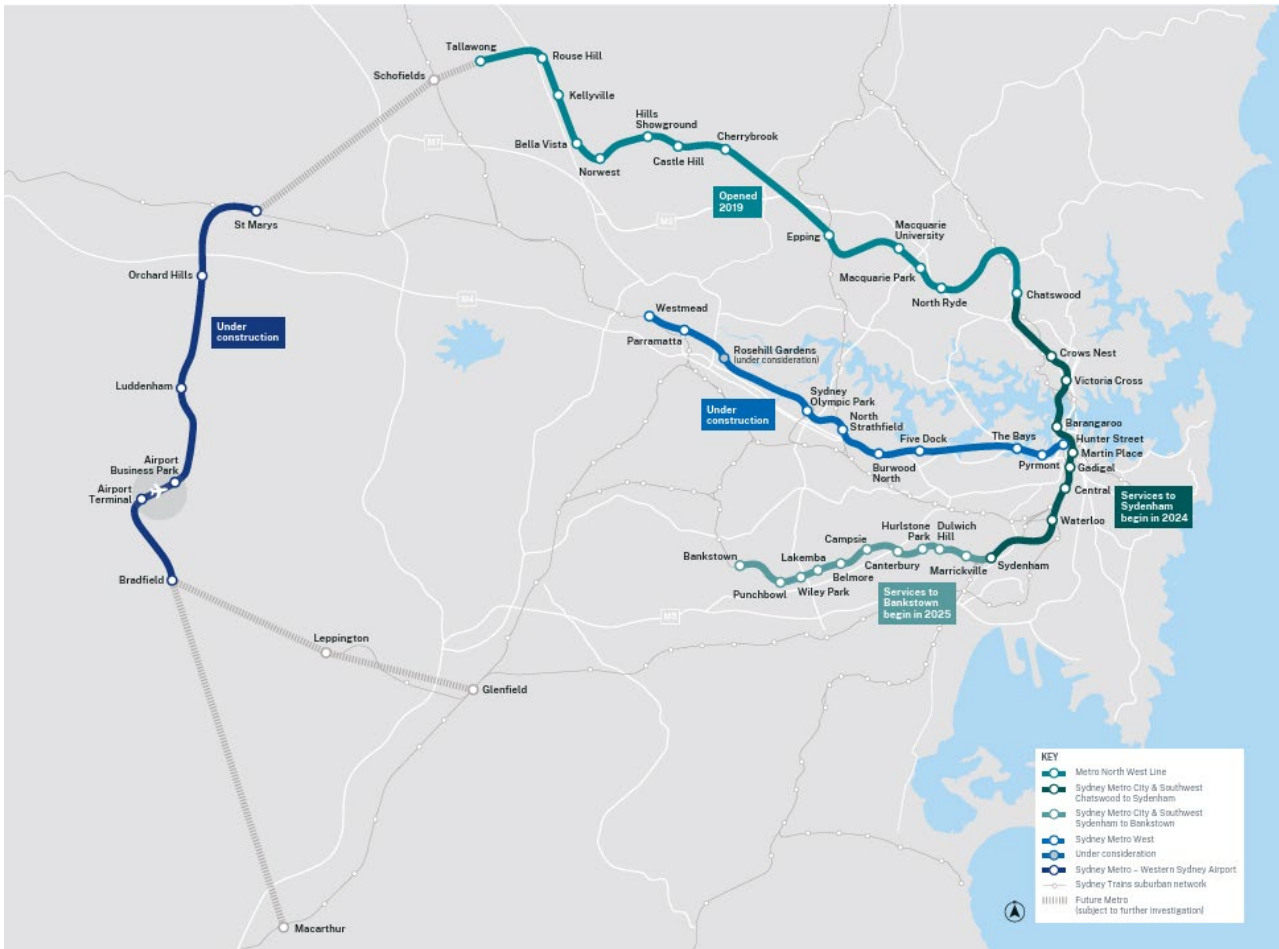 Tallawong
Rouse Hill
Schofields
Kellyville
Hills
Showground
Cherrybrook
M7
Bella Vista
Castle Hill
Norwest
Opened
2019
St Marys
M2
Epping
Macquarie
University
Orchard Hills
Macquarie Park
North Ryde
Chatswood
M4
Westmead
Under
construction
Parramatta
Rosehill Gardens
(under consideration)
Crows Nest
Victoria Cross
Luddenham
Sydney
Olympic Park
Under
construction
North
Strathfield
Barangaroo
Five Dock
The Bays
Hunter Street
Martin Place
Airport
Business Park
Burwood
North
Pyrmont
Gadigal
Airport
Terminal
Central
Services to
Sydenham
begin in 2024
Waterloo
Hurlstone
Park
Dulwich
Hill
Campsie
Bankstown
Lakemba
Canterbury
Marrickville
Sydenham
Bradfield
Belmore
Punchbowl
Wiley Park
Services to
Bankstown
begin in 2025
M5
Leppington
Glenfield
Macarthur
KEY
Metro North West Line
Sydney Metro City & Southwest
Chatswood to Sydenham
Sydney Metro City & Southwest
Sydenham to Bankstown
Sydney Metro West
Under consideration
Sydney Metro – Western Sydney Airport
Sydney Trains suburban network
Future Metro
(subject to further investigation)